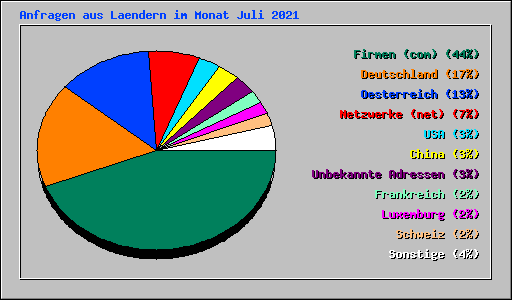 Anfragen aus Laendern im Monat Juli 2021
Firmen (com) (44%)
Deutschland (17%)
Oesterreich (13%)
Netzwerke (net) (7%)
USA (3%)
China (3%)
Unbekannte Adressen (3%)
Frankreich (2%)
Luxemburg (2%)
Schweiz (2%)
Sonstige (4%)